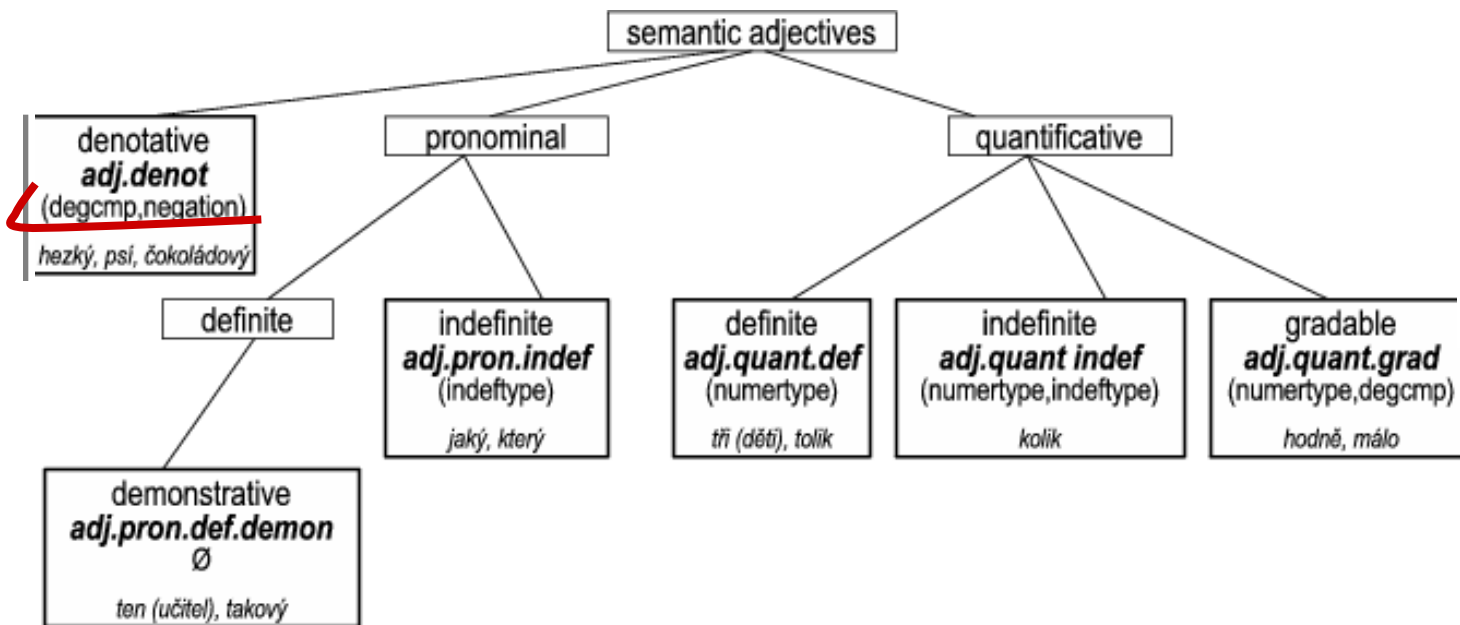 semantic adjectives
denotative
adj.denot
(degcmp,negation)
hezký, psí, čokoládový
pronominal
quantificative
definite
indefinite
adj.pron.indef
(indeftype)
jaký, který
definite
adj.quant.def
(numertype)
tři (děti), tolik
indefinite
adj.quant indef
(numertype,indeftype)
kolik
gradable
adj.quant.grad
(numertype,degcmp)
hodně, málo
demonstrative
adj.pron.def.demon
Ø
ten (učitel), takový